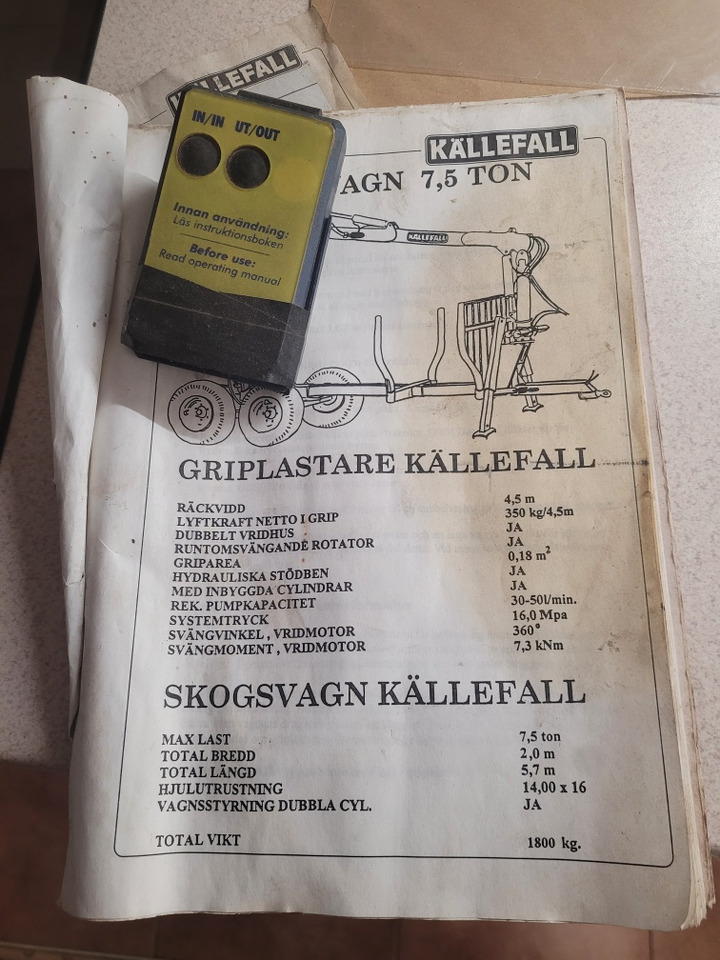 KÄLLEFALL
IN/IN UT/OUT
Innan användning:
Läs instruktionsboken
Before use:
Read operating manual
KÄLLEFALL
VAGN 7,5 TON
KÄLLEFALL
GRIPLASTARE KÄLLEFALL
RÄCKVIDD 4,5 m
LYFTKRAFT NETTO I GRIP 350 kg/4,5m
DUBBELT VRIDHUS JA
RUNTOMSVÄNGANDE ROTATOR JA
GRIPAREA 0,18 m²
HYDRAULISKA STÖDBEN JA
MED INBYGGDA CYLINDRAR JA
REK. PUMPKAPACITET 30-50l/min.
SYSTEMTRYCK 16,0 Mpa
SVÄNGVINKEL, VRIDMOTOR 360°
SVÄNGMOMENT, VRIDMOTOR 7,3 kNm
SKOGSVAGN KÄLLEFALL
MAX LAST 7,5 ton
TOTAL BREDD 2,0 m
TOTAL LÄNGD 5,7 m
HJULUTRUSTNING 14,00 x 16
VAGNSSTYRNING DUBBLA CYL. JA
TOTAL VIKT 1800 kg.